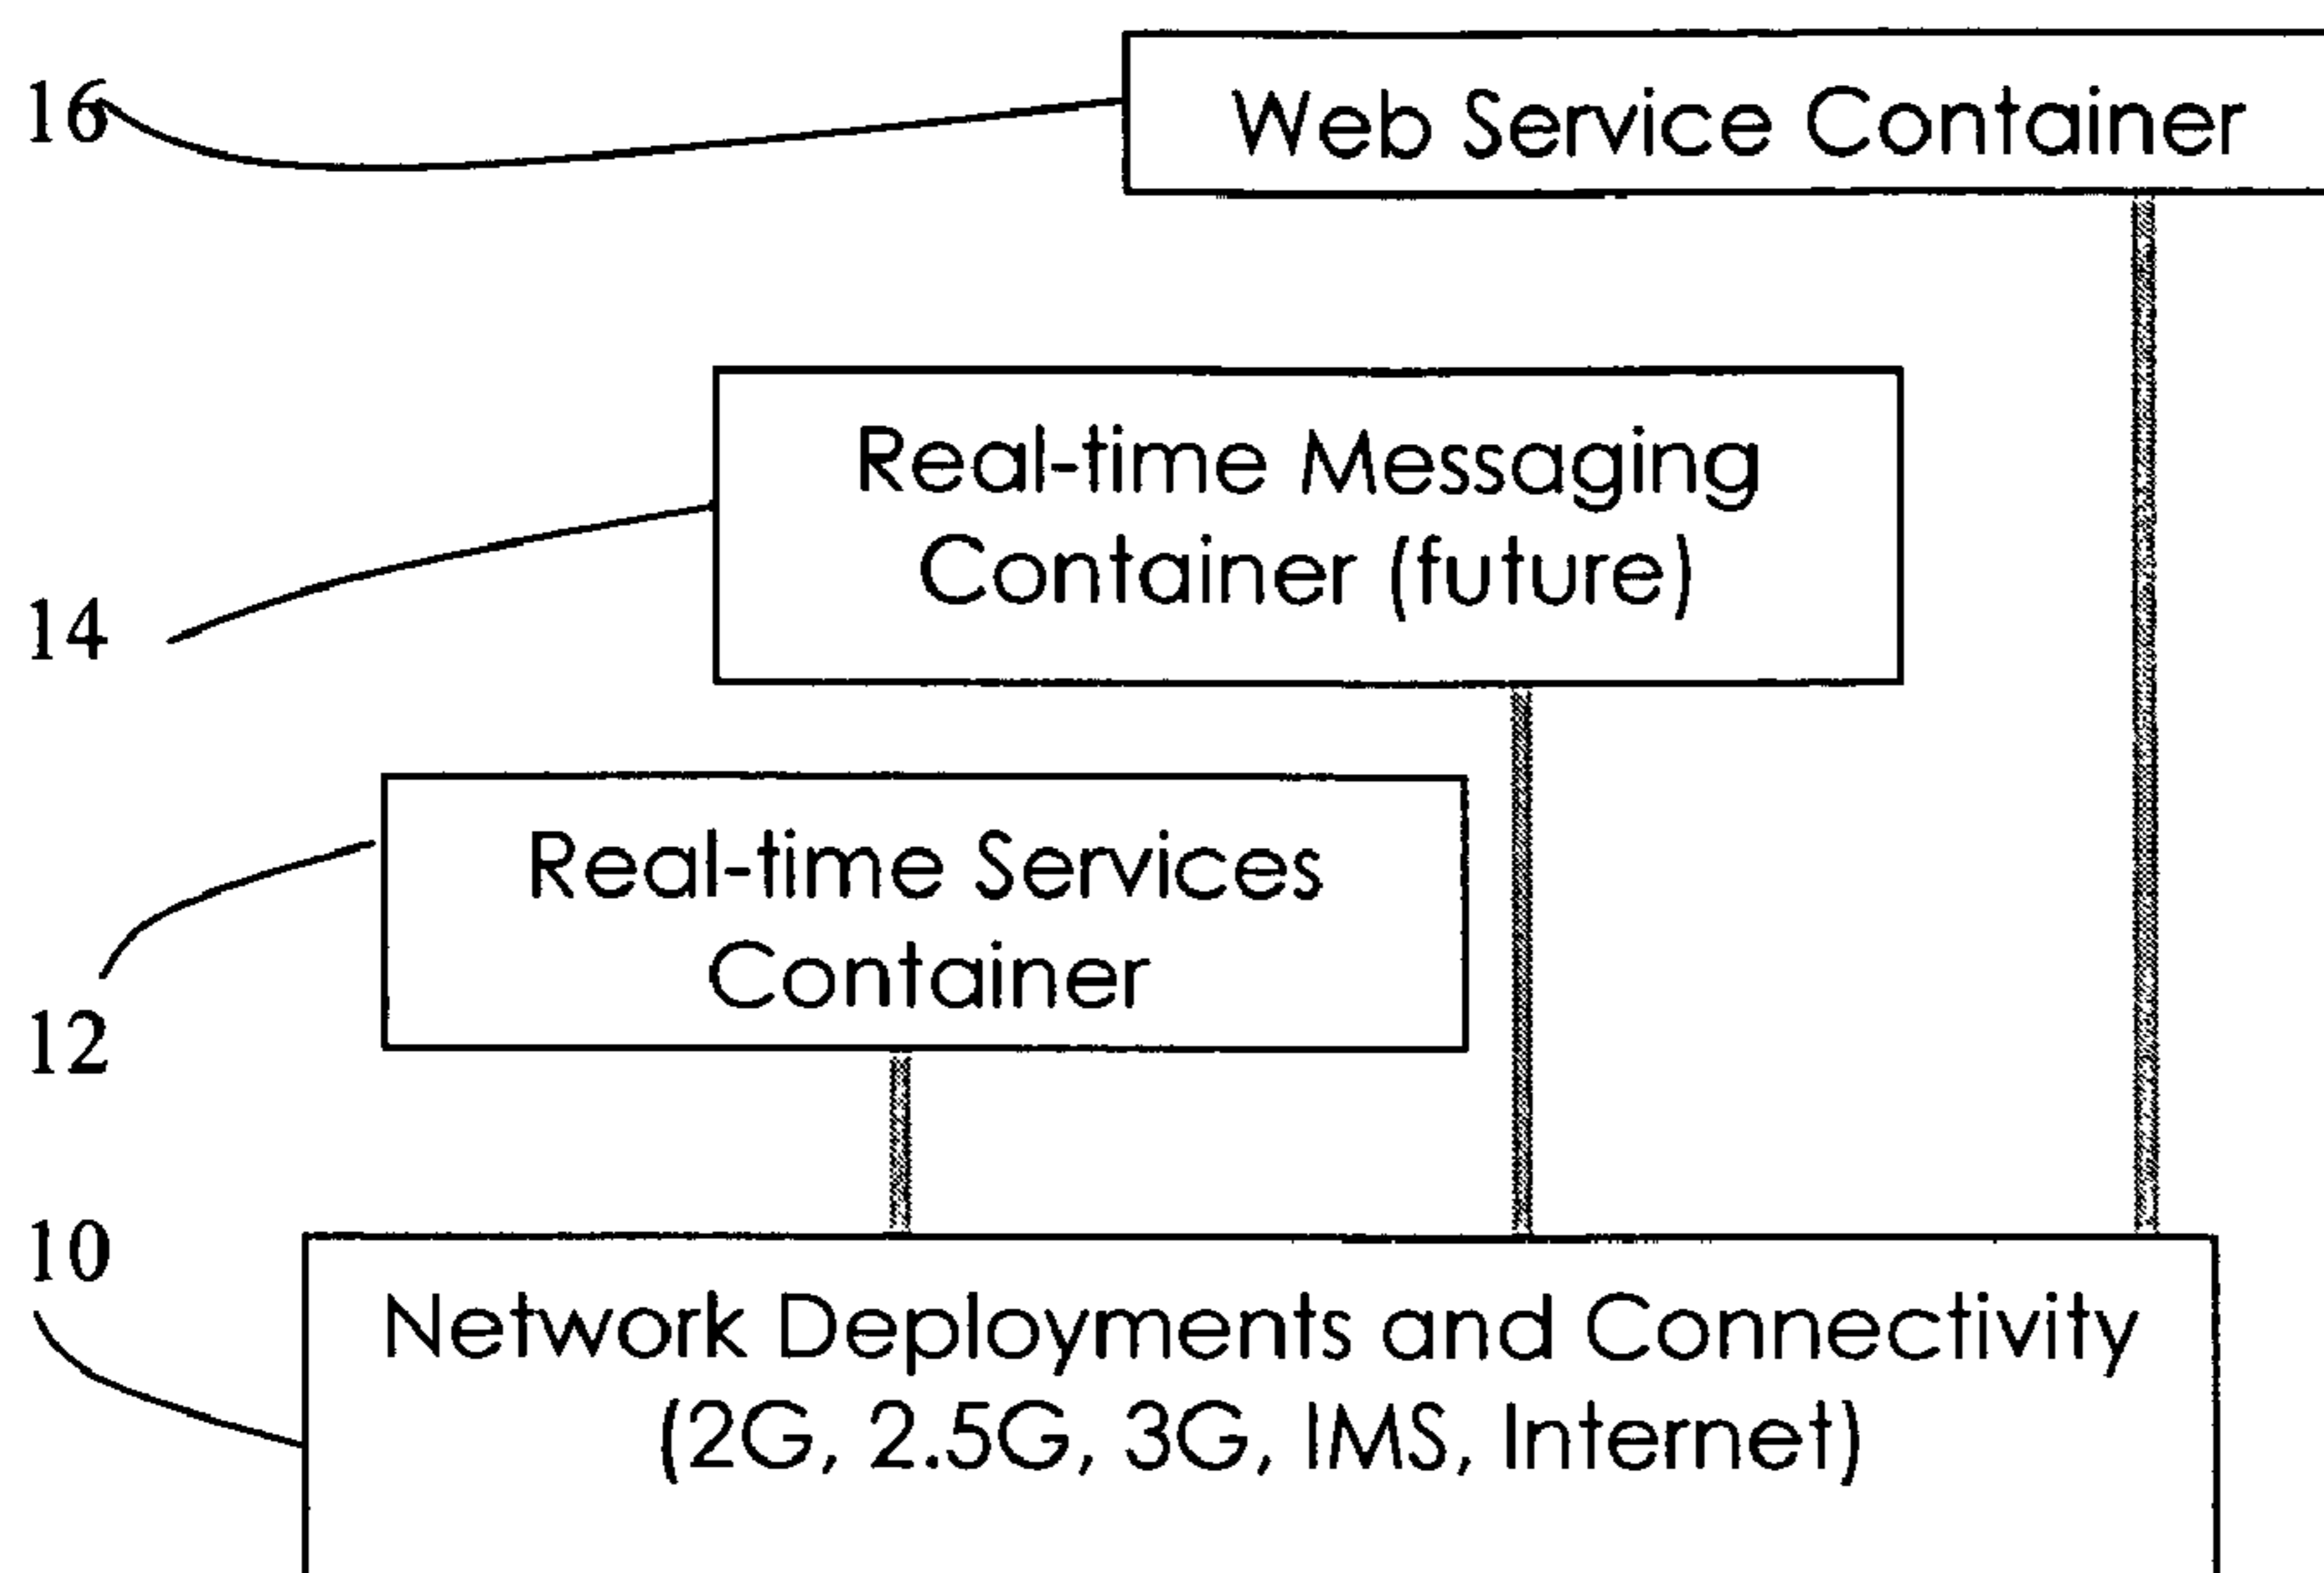 16
Web Service Container
Real-time Messaging
Container (future)
14
Real-time Services
Container
12
10
Network Deployments and Connectivity
(2G, 2.5G, 3G, IMS, Internet)